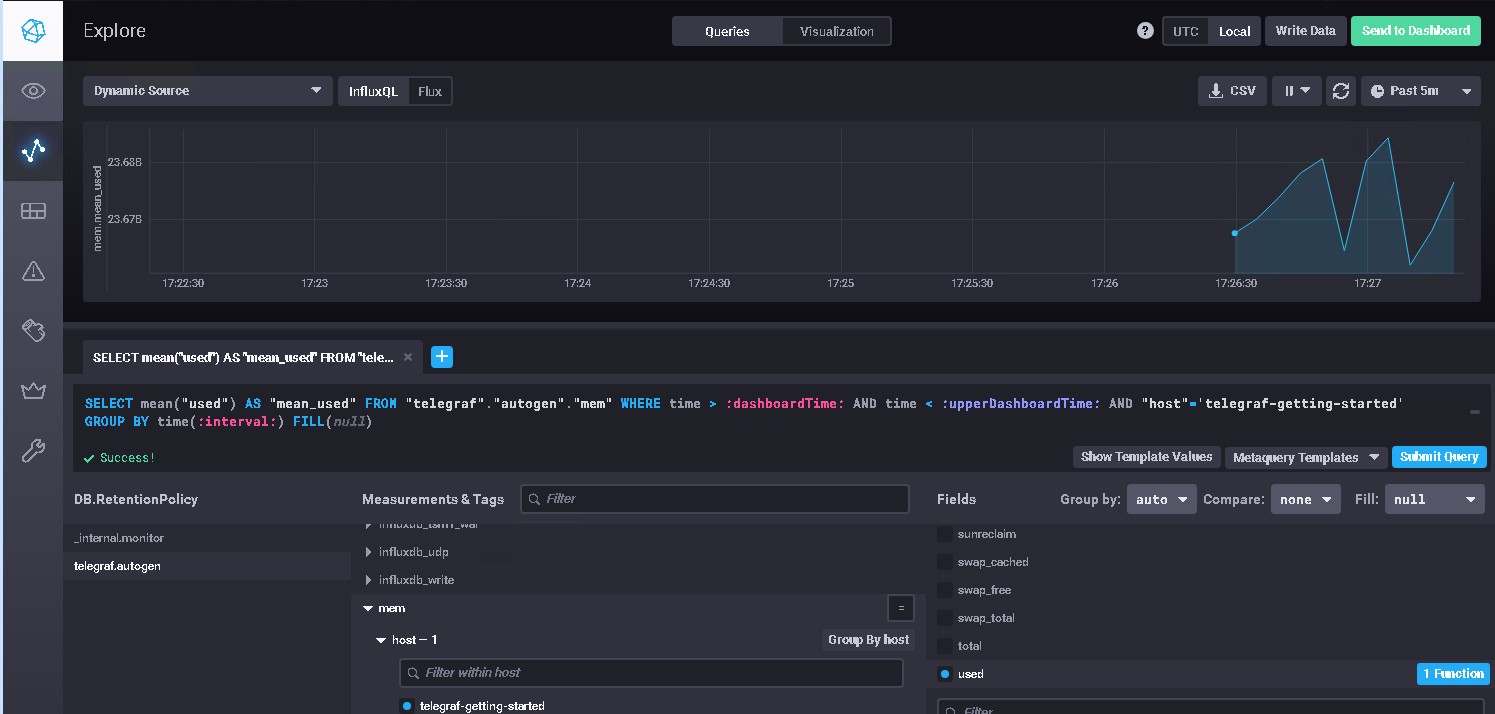 Explore
Queries
Visualization
?
UTC
Local
Write Data
Send to Dashboard
Dynamic Source
InfluxQL
Flux
CSV
Past 5m
mem.mean_used
23.68B
23.67B
17:22:30
17:23
17:23:30
17:24
17:24:30
17:25
17:25:30
17:26
17:26:30
17:27
SELECT mean("used") AS "mean_used" FROM "tele...
SELECT mean("used") AS "mean_used" FROM "telegraf"."autogen"."mem" WHERE time > :dashboardTime: AND time < :upperDashboardTime: AND "host"='telegraf-getting-started'
GROUP BY time(:interval:) FILL(null)
Success!
Show Template Values
Metaquery Templates
Submit Query
DB.RetentionPolicy
Measurements & Tags
Filter
Fields
Group by: auto
Compare: none
Fill: null
_internal.monitor
telegraf.autogen
influxdb_tsm1_wal
influxdb_udp
influxdb_write
mem
=
host – 1
Group By host
Filter within host
telegraf-getting-started
sunreclaim
swap_cached
swap_free
swap_total
total
used
1 Function
Filter